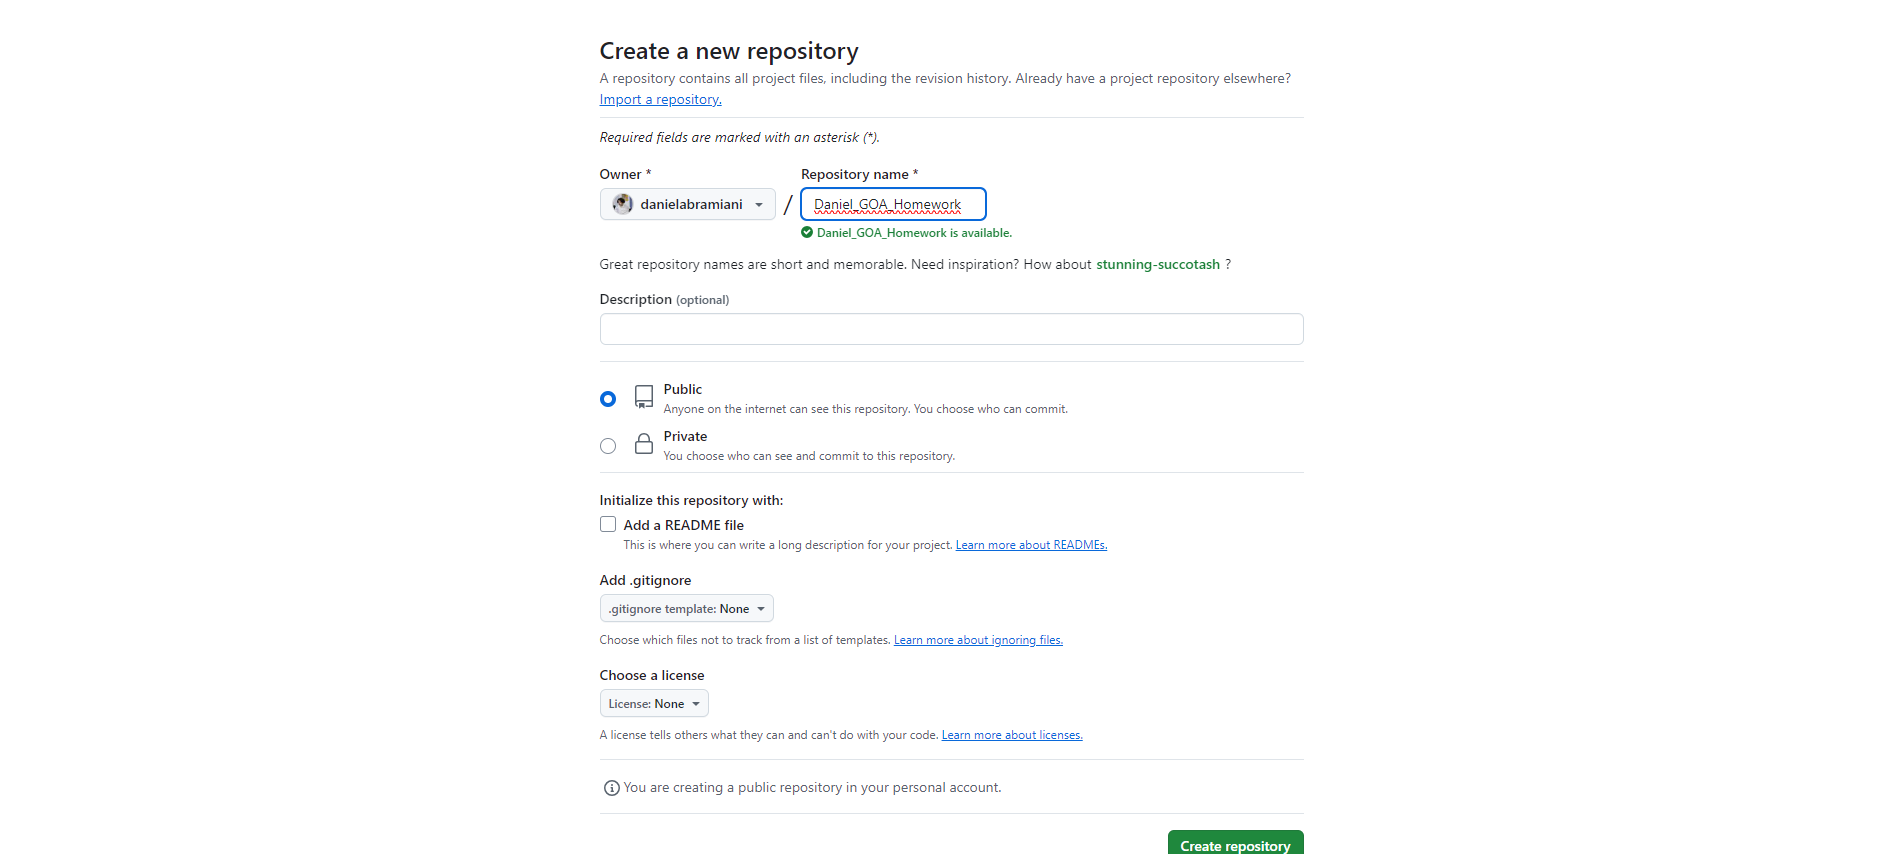 Create a new repository
A repository contains all project files, including the revision history. Already have a project repository elsewhere?
Import a repository.
Required fields are marked with an asterisk (*).
Owner *
Repository name *
danielabramiani
/
Daniel_GOA_Homework
Daniel_GOA_Homework is available.
Great repository names are short and memorable. Need inspiration? How about stunning-succotash ?
Description (optional)
Public
Anyone on the internet can see this repository. You choose who can commit.
Private
You choose who can see and commit to this repository.
Initialize this repository with:
Add a README file
This is where you can write a long description for your project. Learn more about READMEs.
Add .gitignore
.gitignore template: None
Choose which files not to track from a list of templates. Learn more about ignoring files.
Choose a license
License: None
A license tells others what they can and can't do with your code. Learn more about licenses.
You are creating a public repository in your personal account.
Create repository